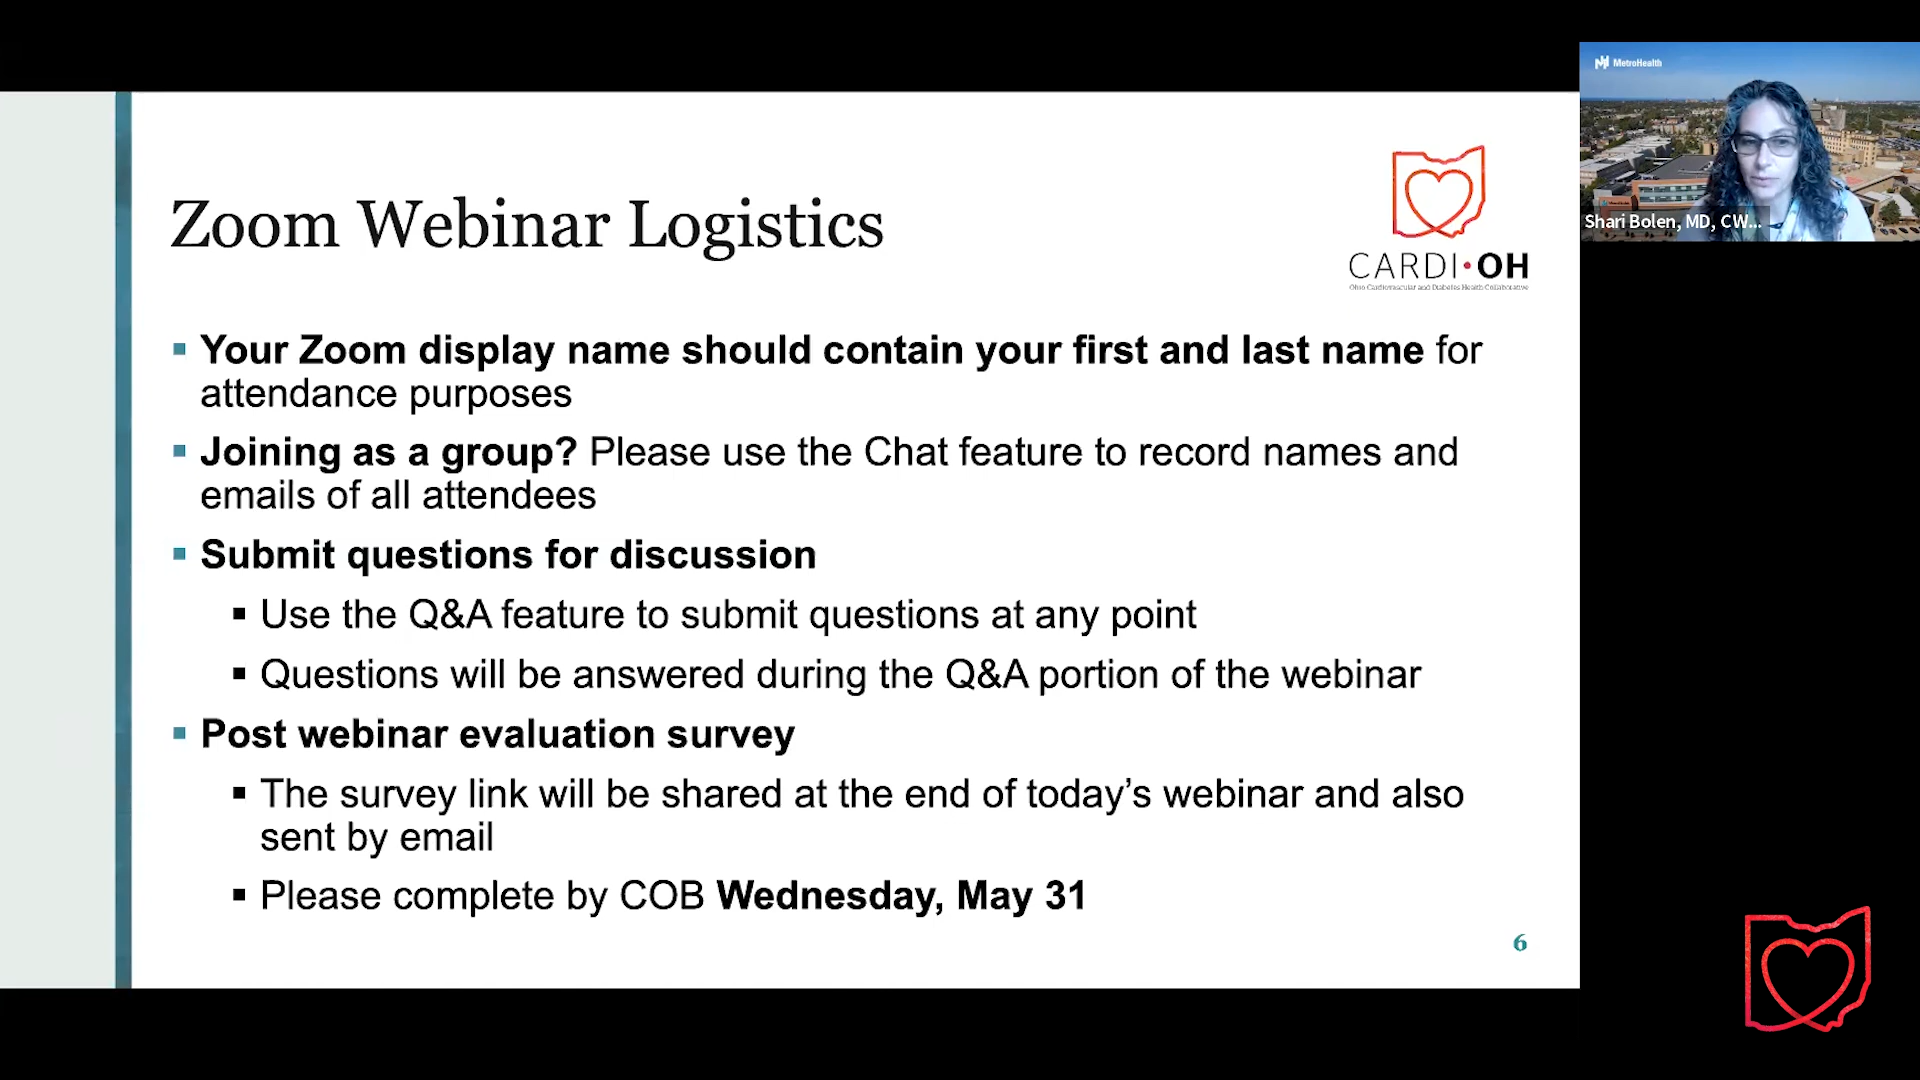 MetroHealth
Shari Bolen, MD, CW...
Zoom Webinar Logistics
CARDI•OH
Ohio Cardiovascular and Diabetes Health Collaborative
▪ Your Zoom display name should contain your first and last name for
attendance purposes
▪ Joining as a group? Please use the Chat feature to record names and
emails of all attendees
▪ Submit questions for discussion
▪ Use the Q&A feature to submit questions at any point
▪ Questions will be answered during the Q&A portion of the webinar
▪ Post webinar evaluation survey
▪ The survey link will be shared at the end of today’s webinar and also
sent by email
▪ Please complete by COB Wednesday, May 31
6